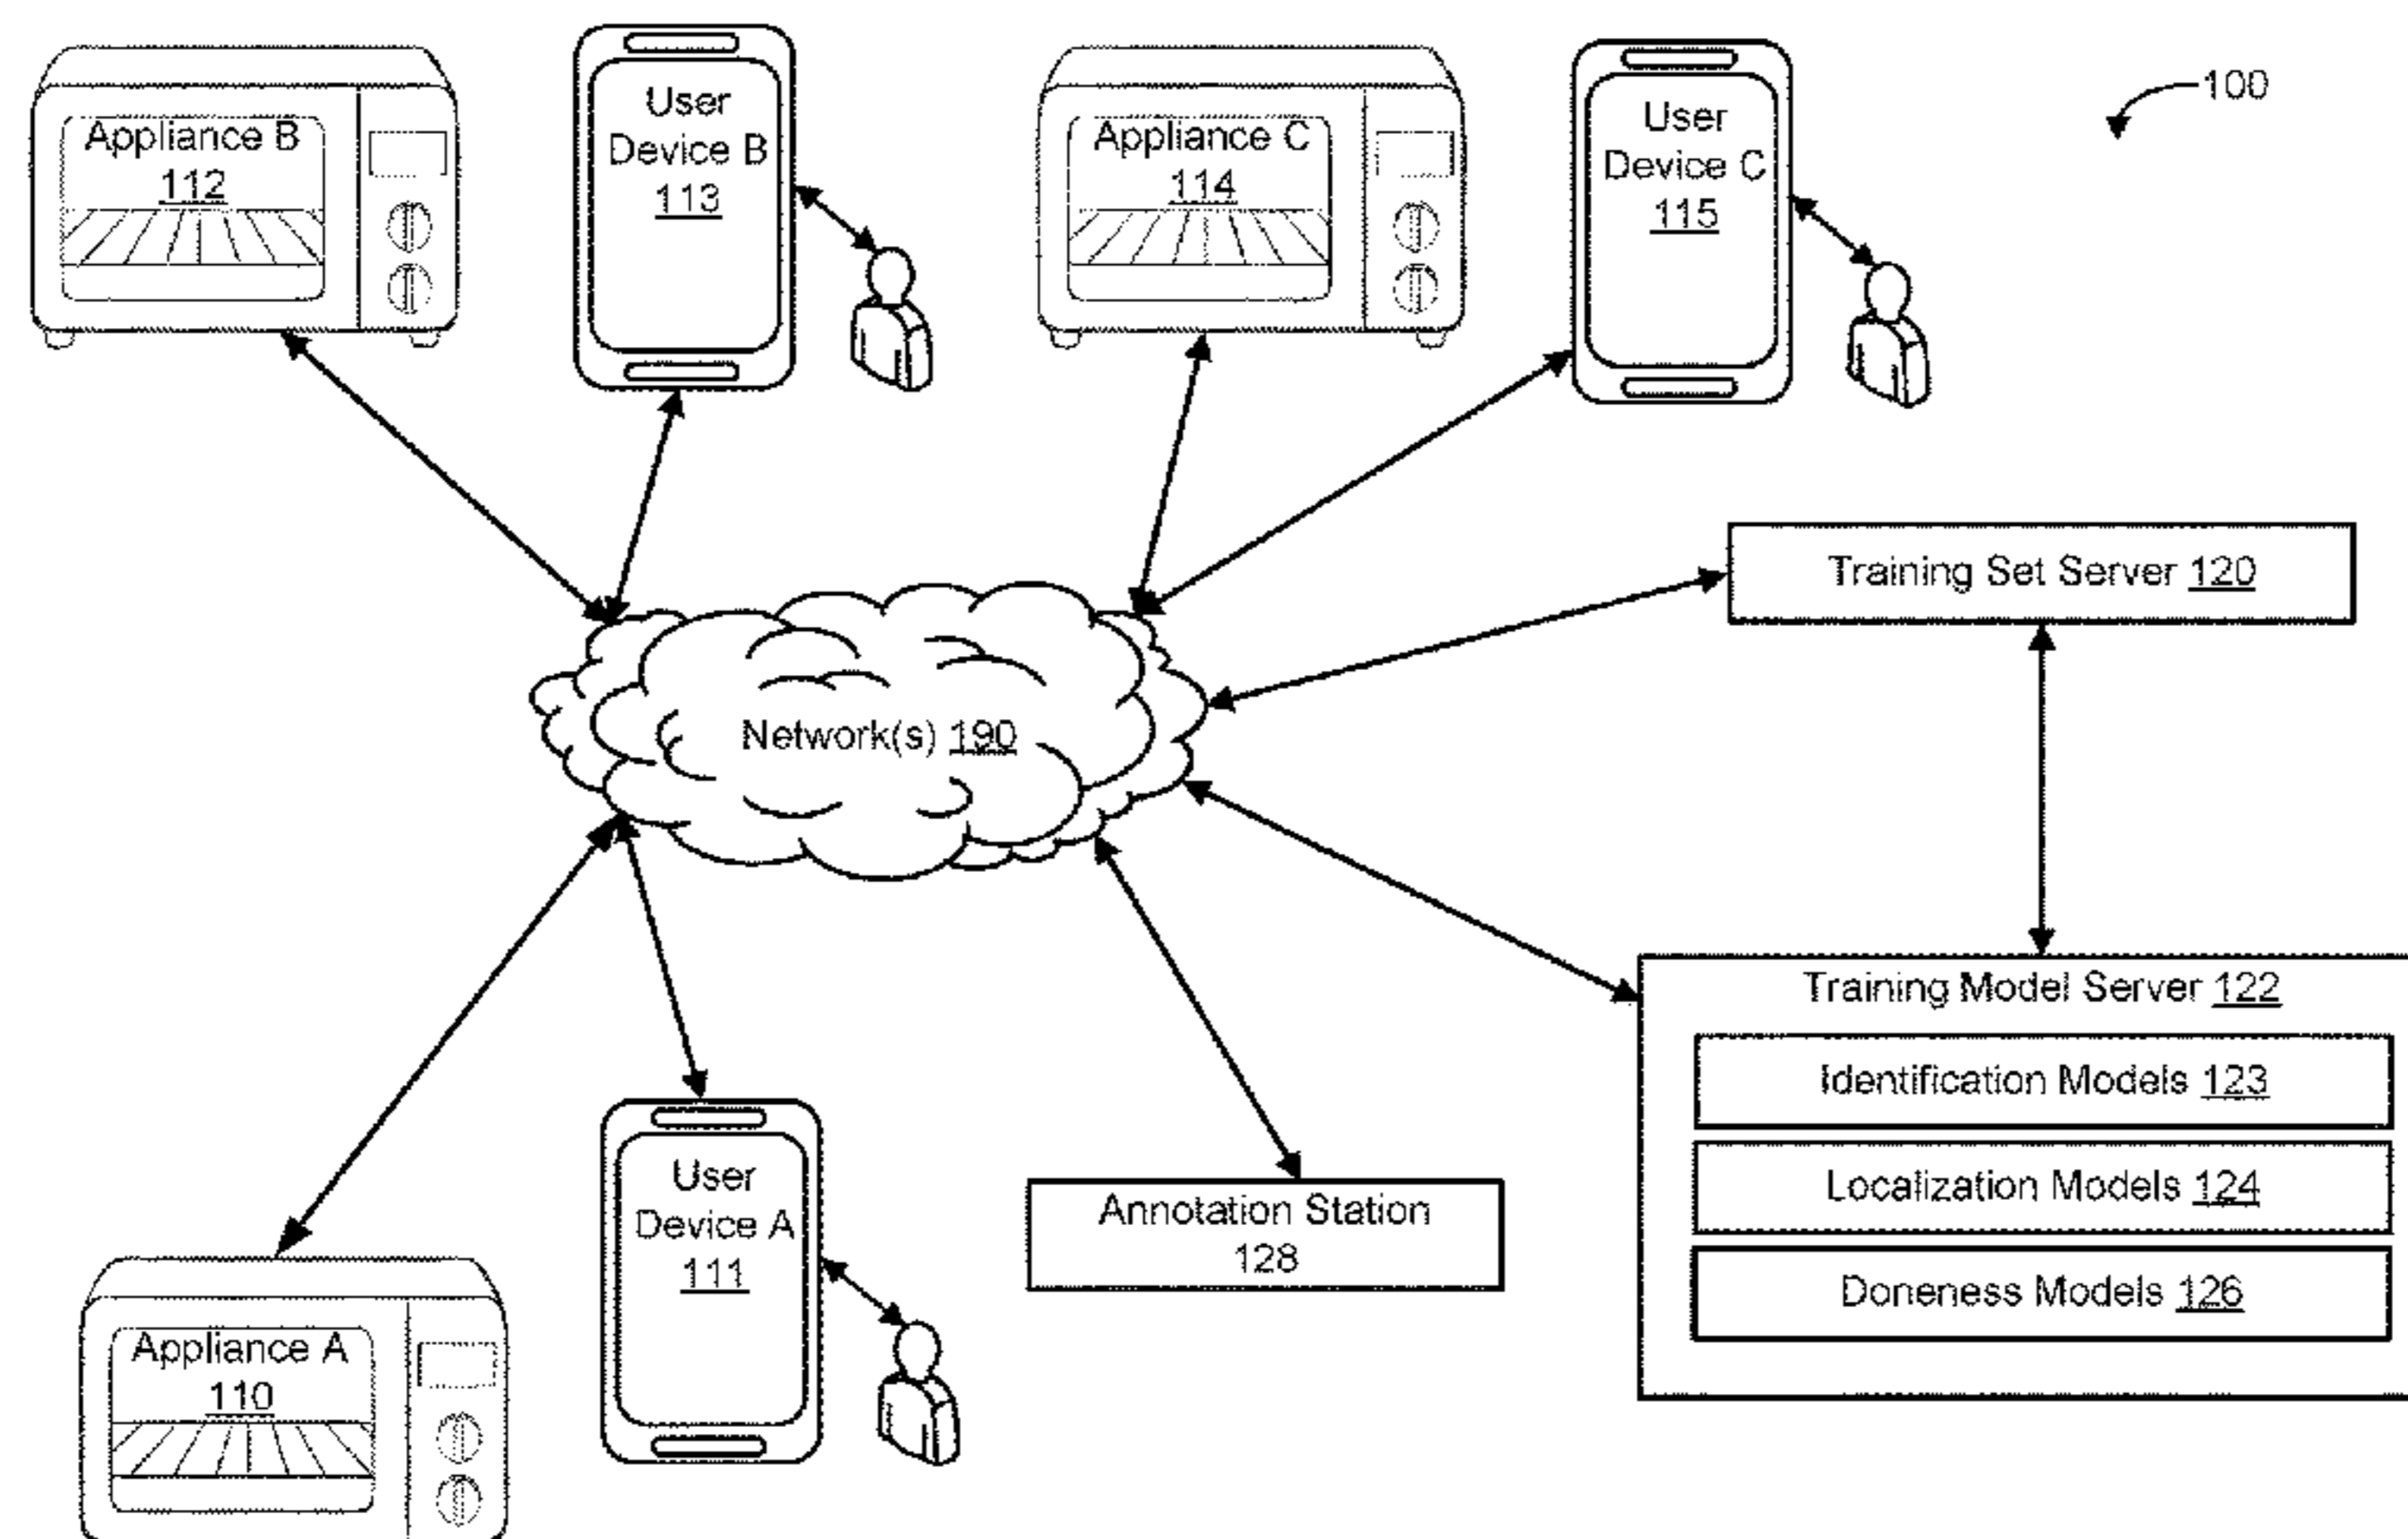 Appliance B
112
User
Device B
113
Appliance C
114
User
Device C
115
100
Training Set Server 120
Network(s) 190
Training Model Server 122
Identification Models 123
Localization Models 124
Doneness Models 126
User
Device A
111
Annotation Station
128
Appliance A
110